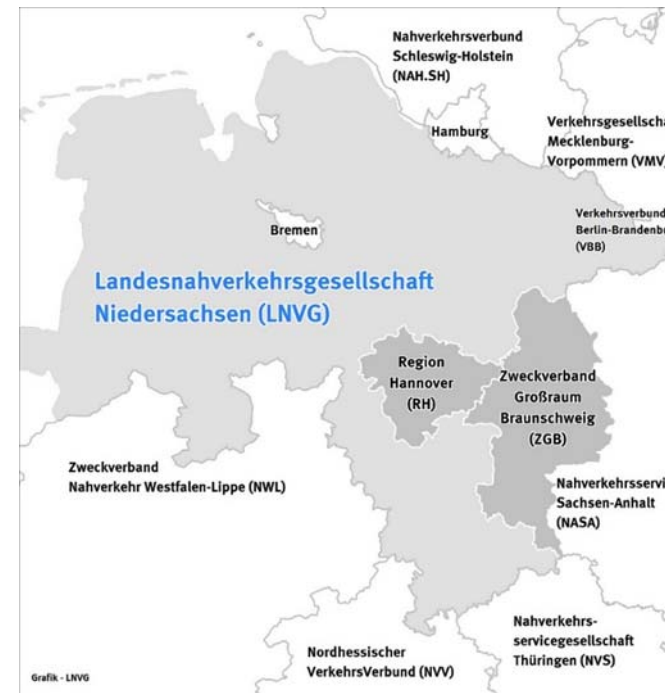 Nahverkehrsverbund
Schleswig-Holstein
(NAH.SH)
Hamburg
Mecklenburg-
Vorpommern (VMV)
Verkehrsverbund
(VBB)
Bremen
Landesnahverkehrsgesellschaft
Niedersachsen (LNVG)
Region
Hannover
(RH)
Zweckverband
Großraum
Braunschweig
(ZGB)
Zweckverband
Nahverkehr Westfalen-Lippe (NWL)
Sachsen-Anhalt
(NASA)
Nahverkehrs-
servicegesellschaft
Thüringen (NVS)
Nordhessischer
VerkehrsVerbund (NVV)
Grafik - LNVG